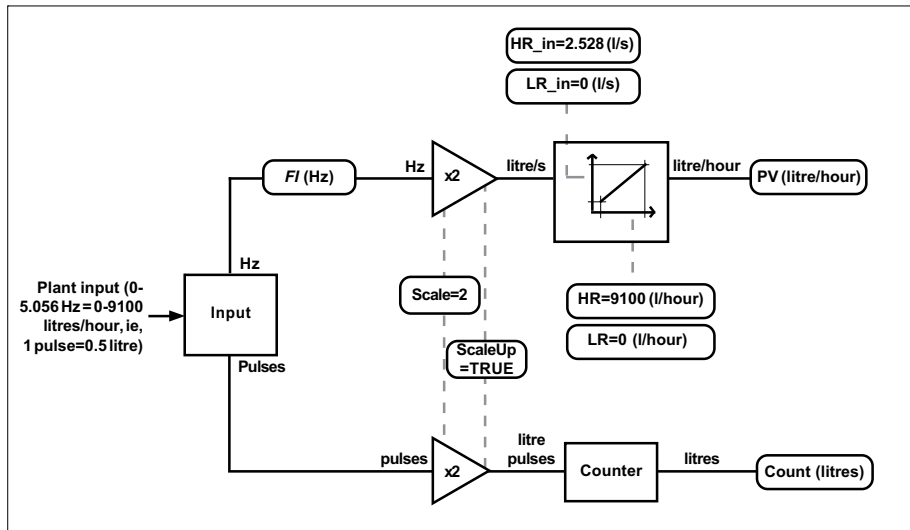 HR_in=2.528 (l/s)
LR_in=0 (l/s)
FI (Hz)
Hz
x2
litre/s
litre/hour
PV (litre/hour)
Hz
Plant input (0-
5.056 Hz = 0-9100
litres/hour, ie,
1 pulse=0.5 litre)
Input
Scale=2
HR=9100 (l/hour)
LR=0 (l/hour)
ScaleUp
=TRUE
Pulses
pulses
x2
litre
pulses
Counter
litres
Count (litres)